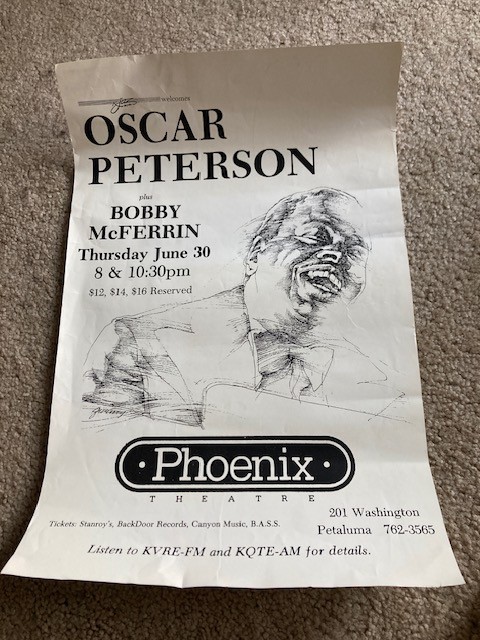 welcomes
OSCAR
PETERSON
plus
BOBBY
McFERRIN
Thursday June 30
8 & 10:30pm
$12, $14, $16 Reserved
· Phoenix ·
THEATRE
201 Washington
Tickets: Stanroy's, BackDoor Records, Canyon Music, B.A.S.S.
Petaluma 762-3565
Listen to KVRE-FM and KQTE-AM for details.